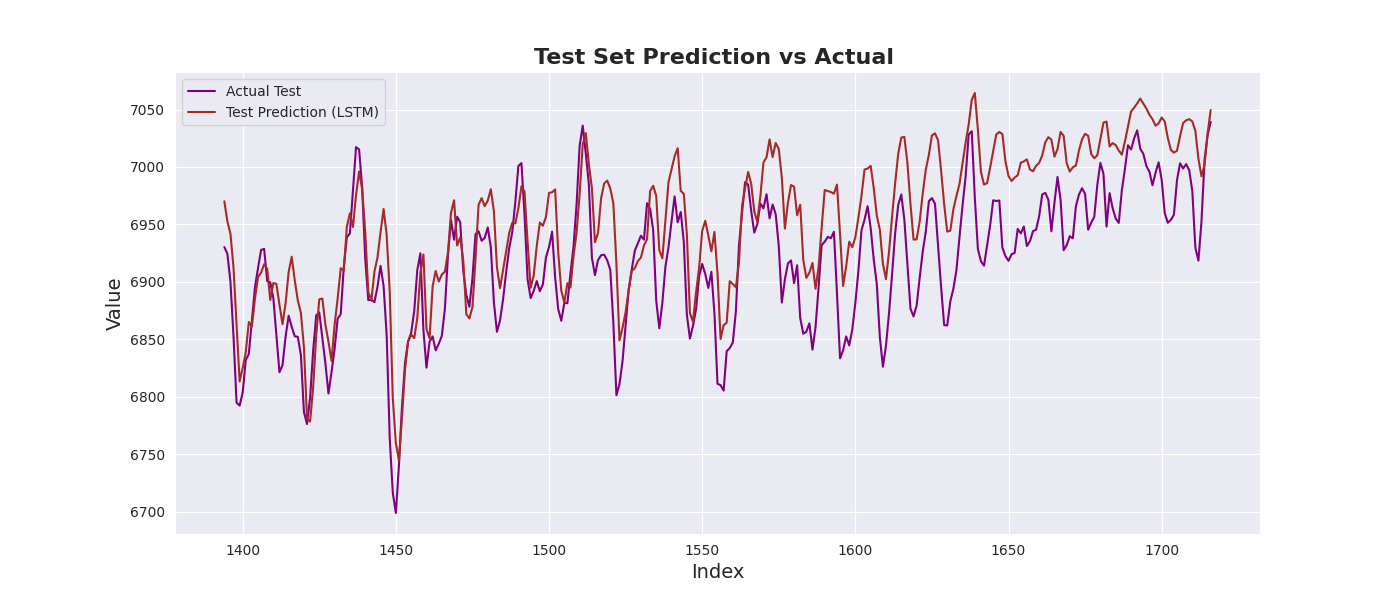 Test Set Prediction vs Actual
Actual Test
Test Prediction (LSTM)
Value
7050
7000
6950
6900
6850
6800
6750
6700
1400 1450 1500 1550 1600 1650 1700
Index